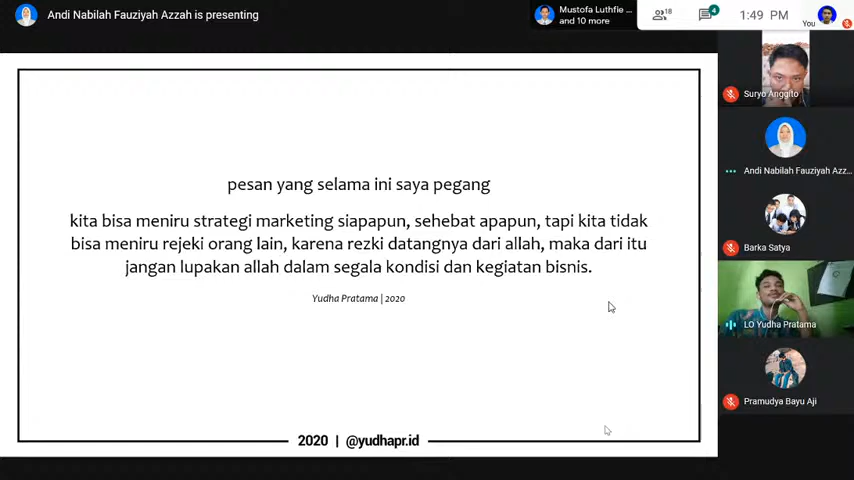 Andi Nabilah Fauziyah Azzah is presenting
Mustofa Luthfie ...
and 10 more
18
4
1:49 PM
You
pesan yang selama ini saya pegang
kita bisa meniru strategi marketing siapapun, sehebat apapun, tapi kita tidak
bisa meniru rejeki orang lain, karena rezki datangnya dari allah, maka dari itu
jangan lupakan allah dalam segala kondisi dan kegiatan bisnis.
Yudha Pratama | 2020
2020 | @yudhapr.id
Suryo Anggito
Andi Nabilah Fauziyah Azz...
Barka Satya
LO Yudha Pratama
Pramudya Bayu Aji